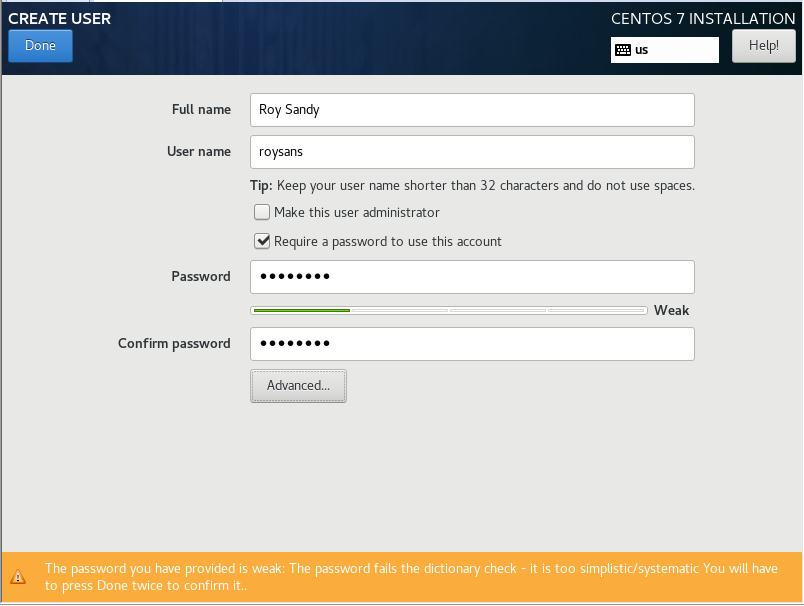 CREATE USER
CENTOS 7 INSTALLATION
Done
us
Help!
Full name
Roy Sandy
User name
roysans
Tip: Keep your user name shorter than 32 characters and do not use spaces.
Make this user administrator
Require a password to use this account
Password
●●●●●●●●
Weak
Confirm password
●●●●●●●●
Advanced...
The password you have provided is weak: The password fails the dictionary check - it is too simplistic/systematic You will have
to press Done twice to confirm it..